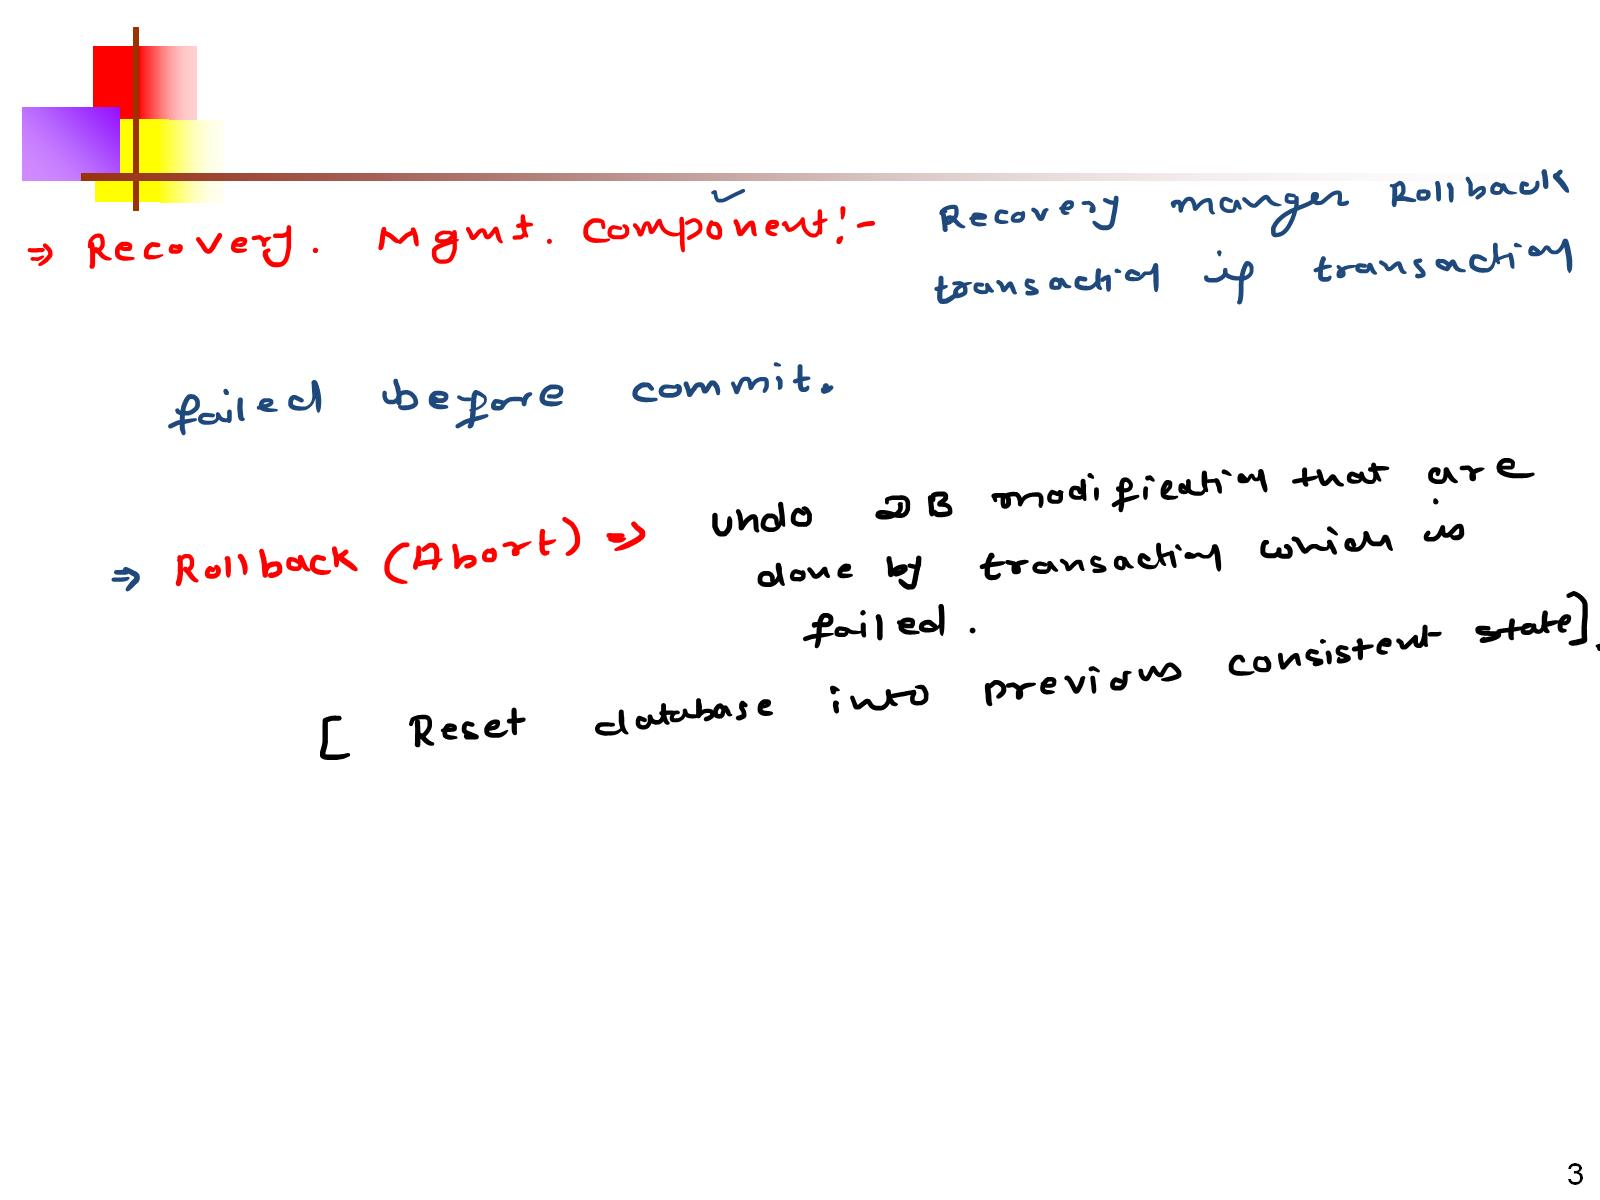 ⇒ Recovery. Mgmt. Component:- Recovery manger Rollback
transaction if transaction
failed before commit.
⇒ Rollback (Abort) ⇒ undo DB modification that are
done by transaction which is
failed.
[ Reset database into previous consistent state].
3